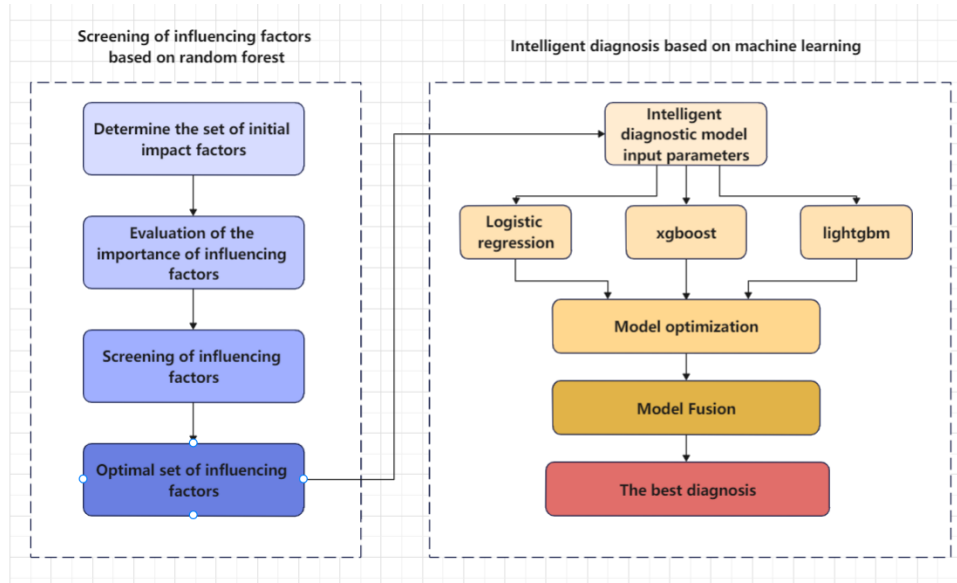 Screening of influencing factors
based on random forest
Determine the set of initial
impact factors
Evaluation of the
importance of influencing
factors
Screening of influencing
factors
Optimal set of influencing
factors
Intelligent diagnosis based on machine learning
Intelligent
diagnostic model
input parameters
Logistic
regression
xgboost
lightgbm
Model optimization
Model Fusion
The best diagnosis